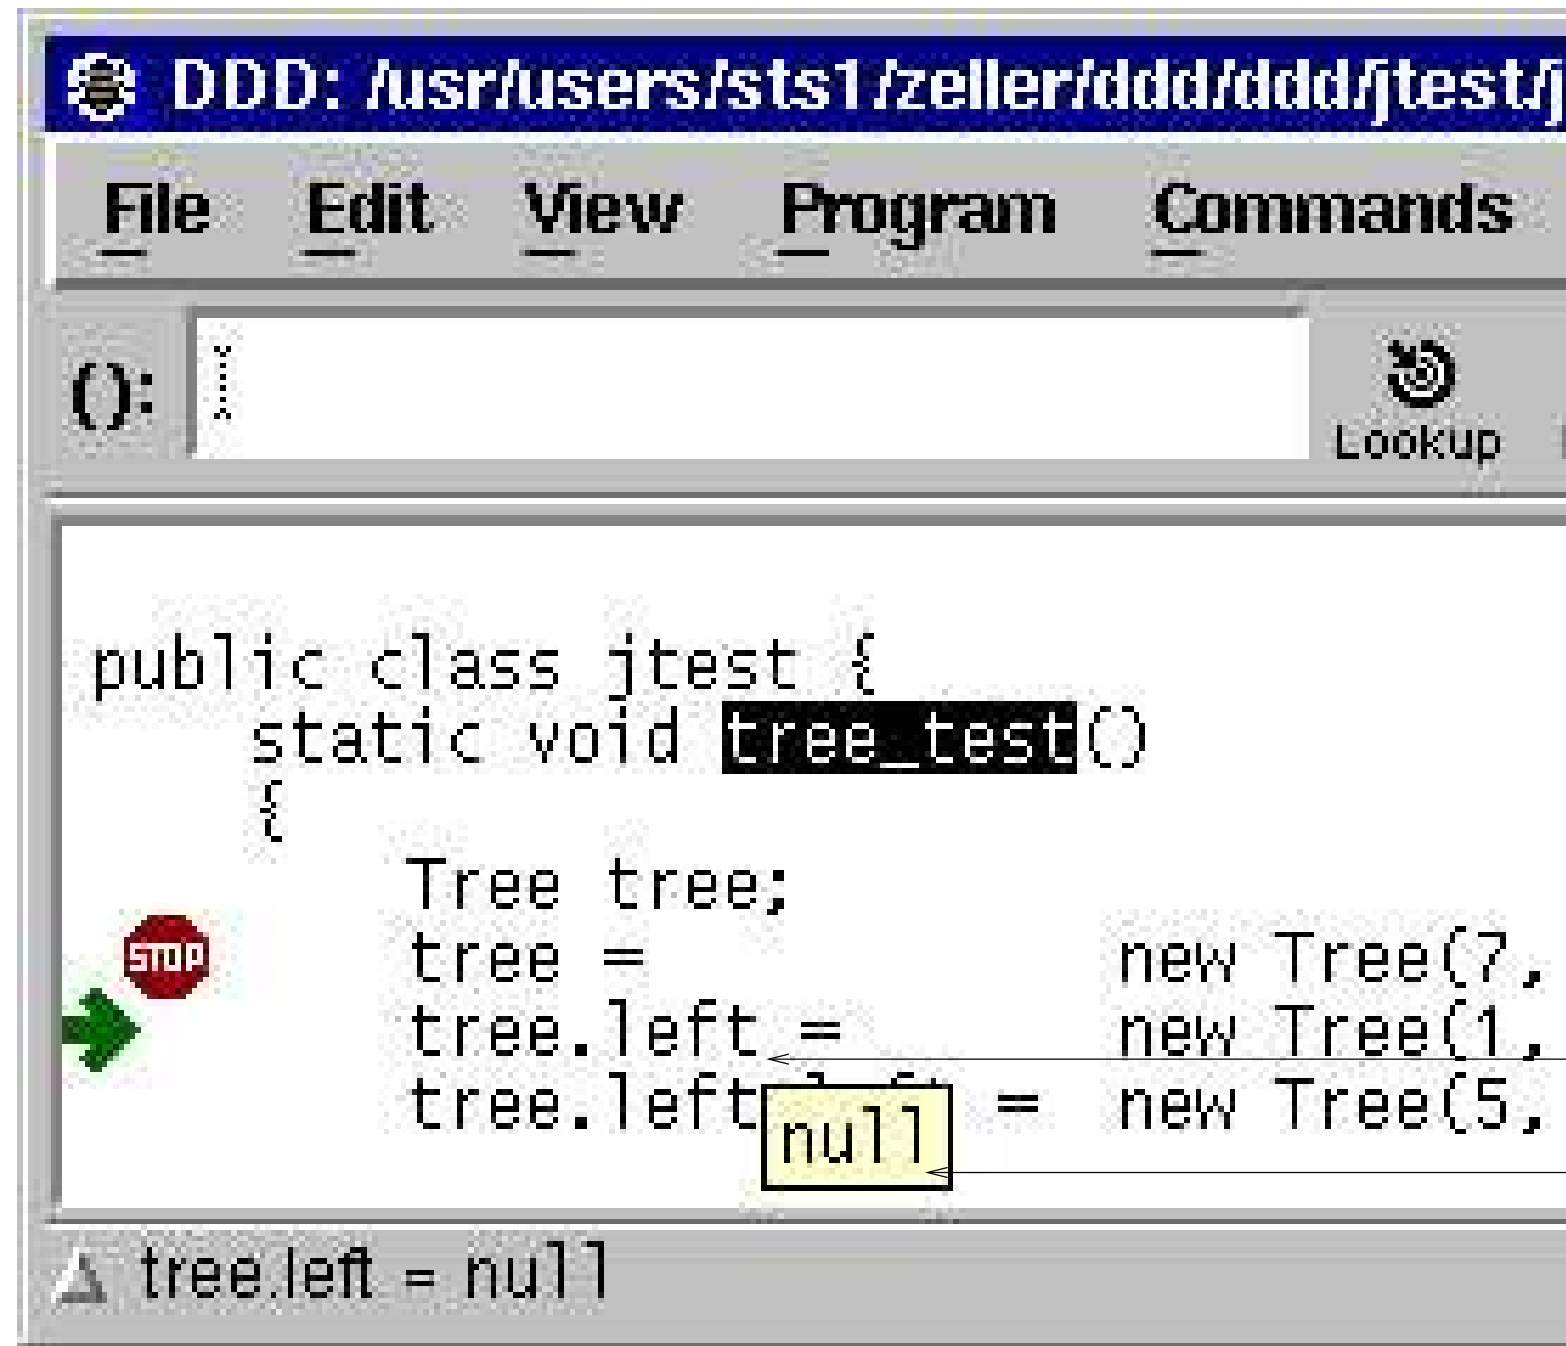 DDD: /usr/users/sts1/zeller/ddd/ddd/jtest/j
File Edit View Program Commands
():
Lookup
public class jtest {
static void tree_test()
{
Tree tree;
STOP
tree = new Tree(7,
tree.left = new Tree(1,
tree.left = new Tree(5,
null
tree.left = null